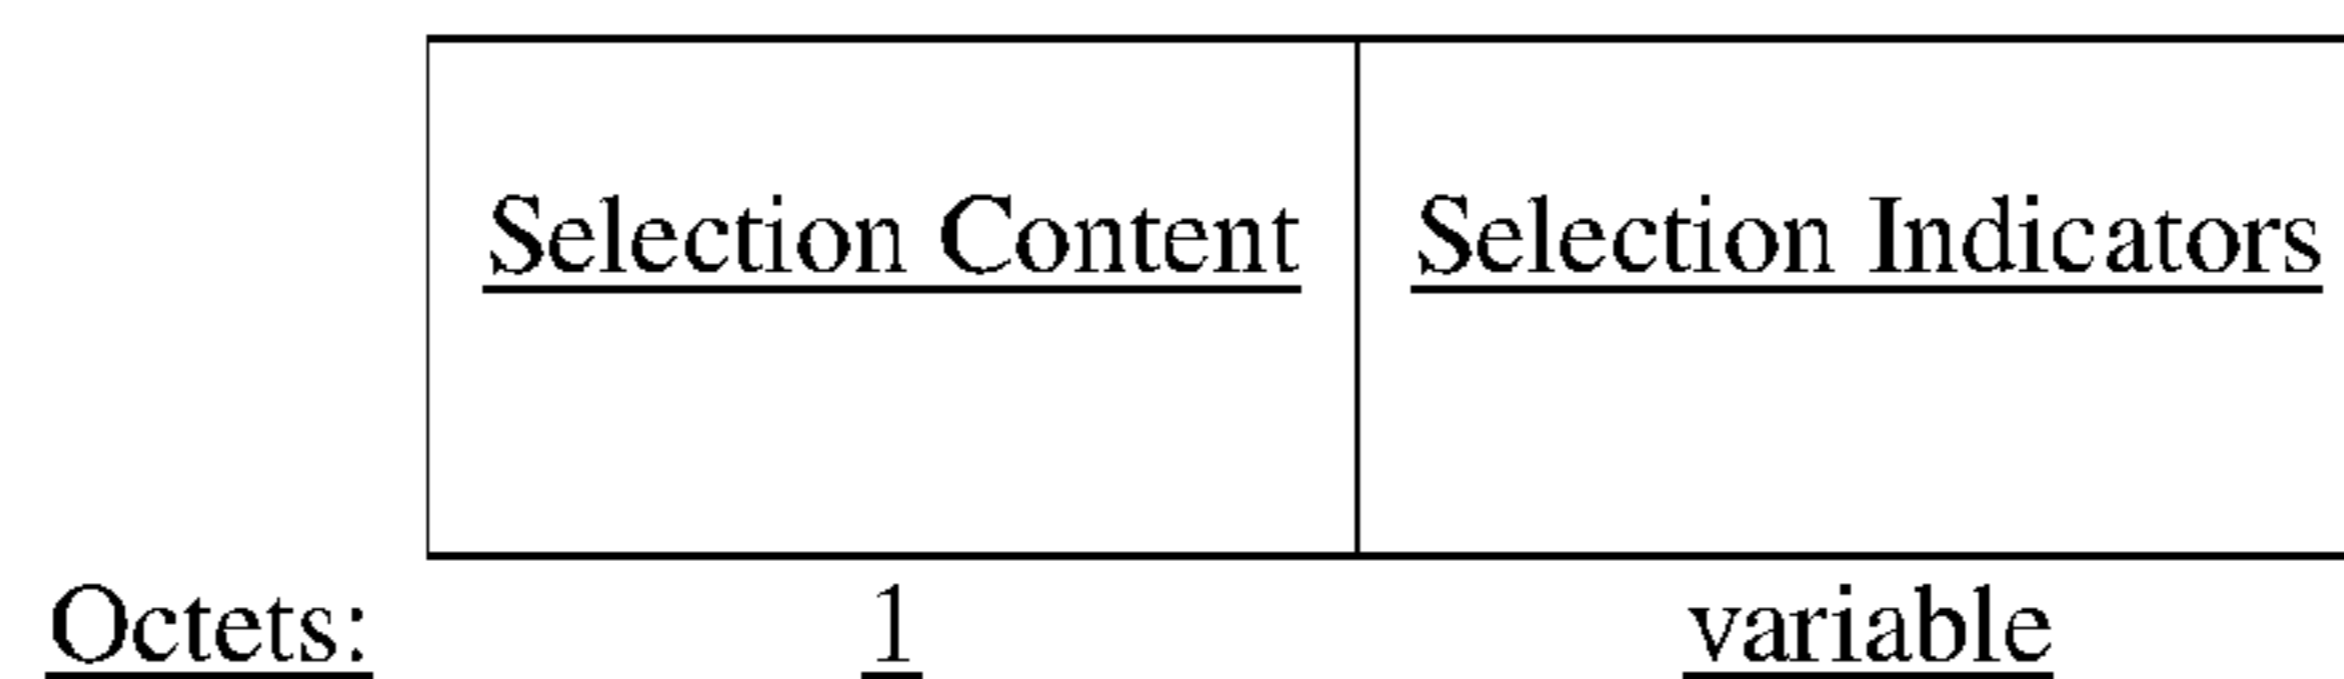 Selection Content Selection Indicators
Octets: 1 variable